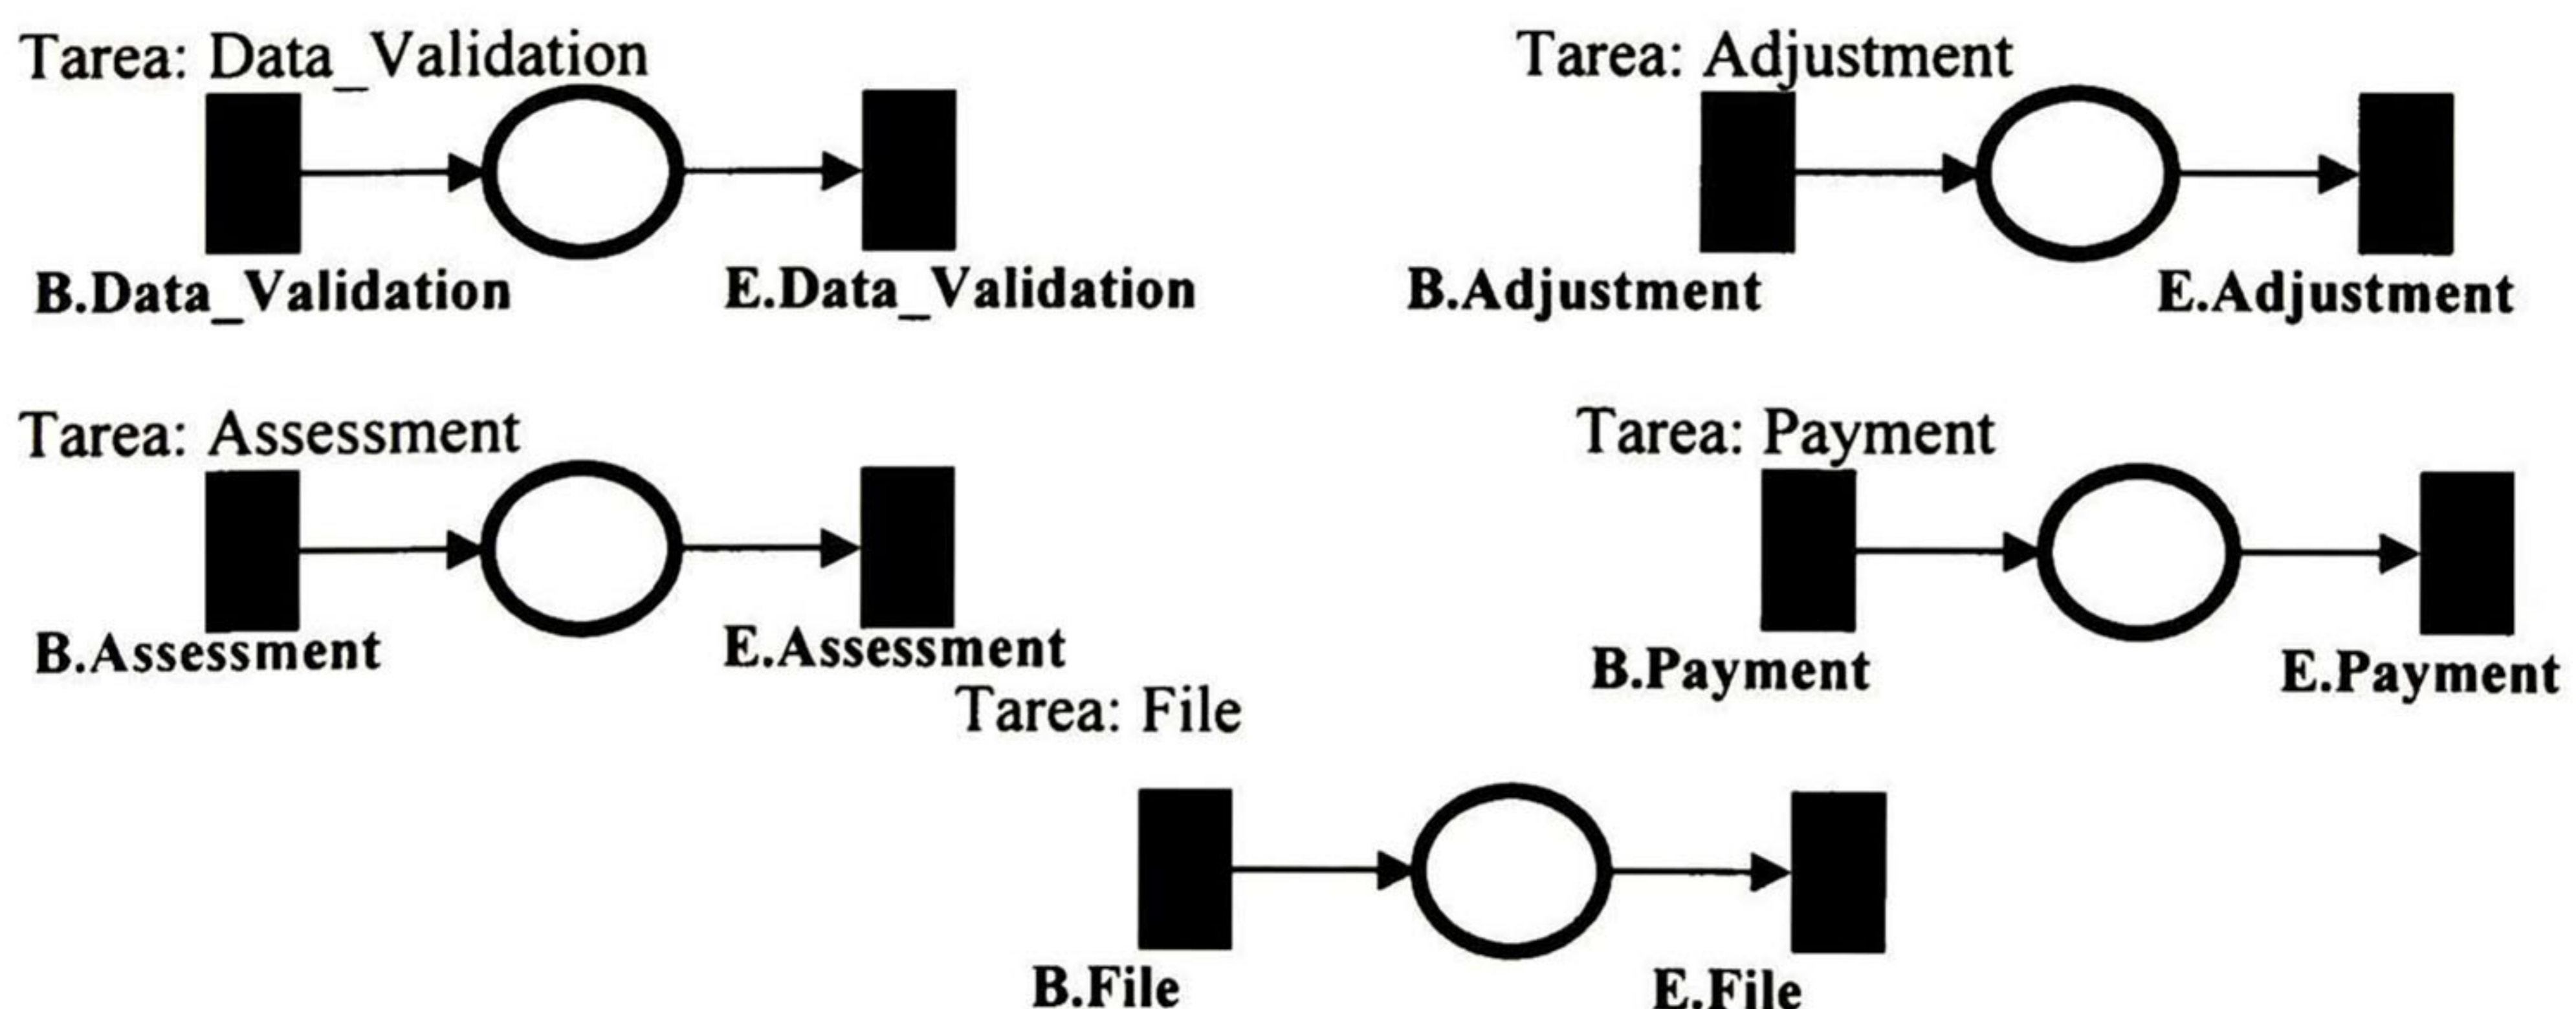 Tarea: Data_Validation
B.Data_Validation
E.Data_Validation
Tarea: Adjustment
B.Adjustment
E.Adjustment
Tarea: Assessment
B.Assessment
E.Assessment
Tarea: Payment
B.Payment
E.Payment
Tarea: File
B.File
E.File